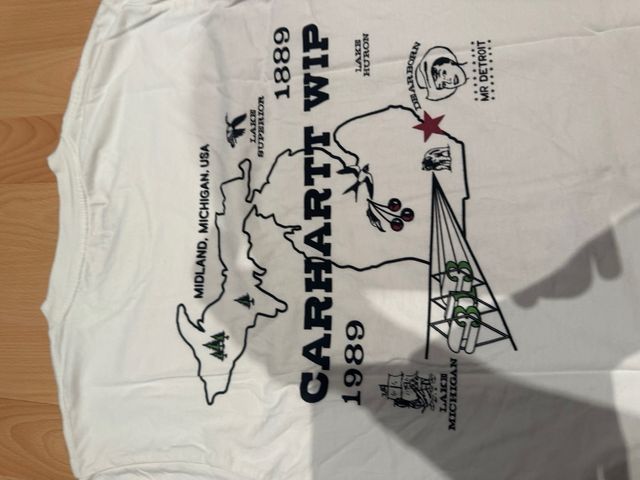 MIDLAND, MICHIGAN, USA
LAKE
SUPERIOR
1989
1889
CARHARTT WIP
LAKE
HURON
DEARBORN
MR DETROIT
313
LAKE
MICHIGAN